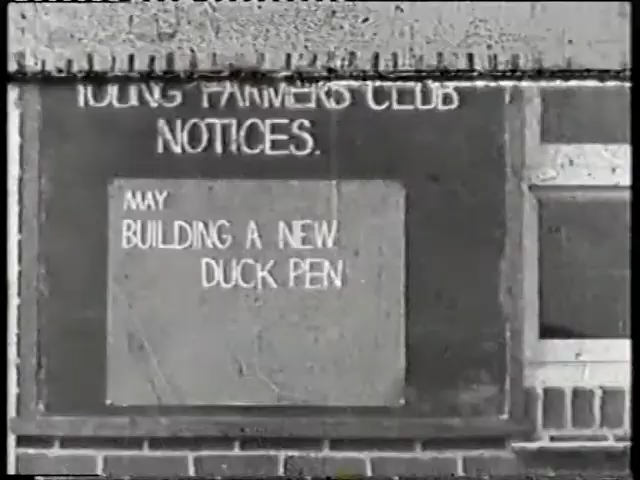 YOUNG FARMERS CLUB
NOTICES.
MAY
BUILDING A NEW
DUCK PEN